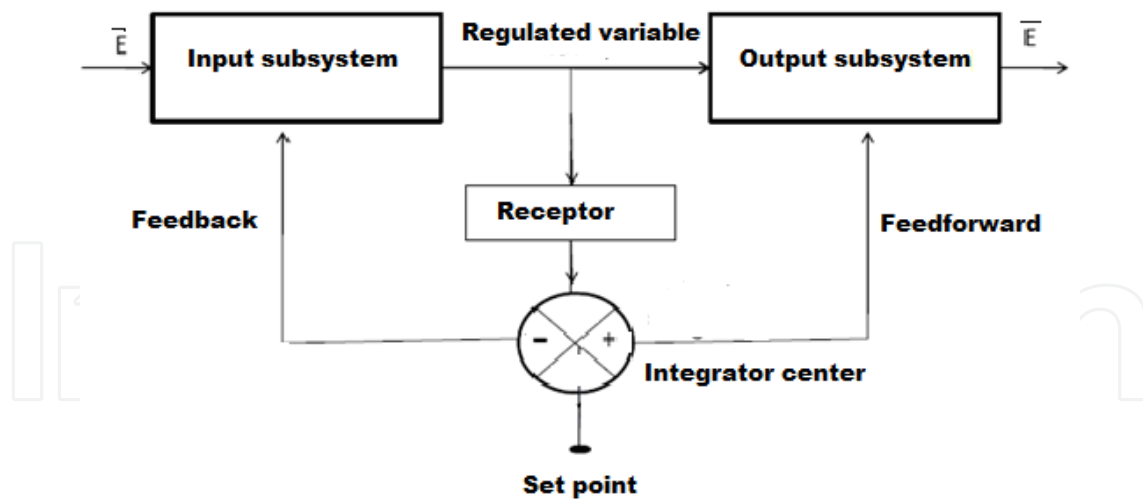 Regulated variable
E
Input subsystem
Output subsystem
E
Feedback
Receptor
Feedforward
-
+
Integrator center
Set point